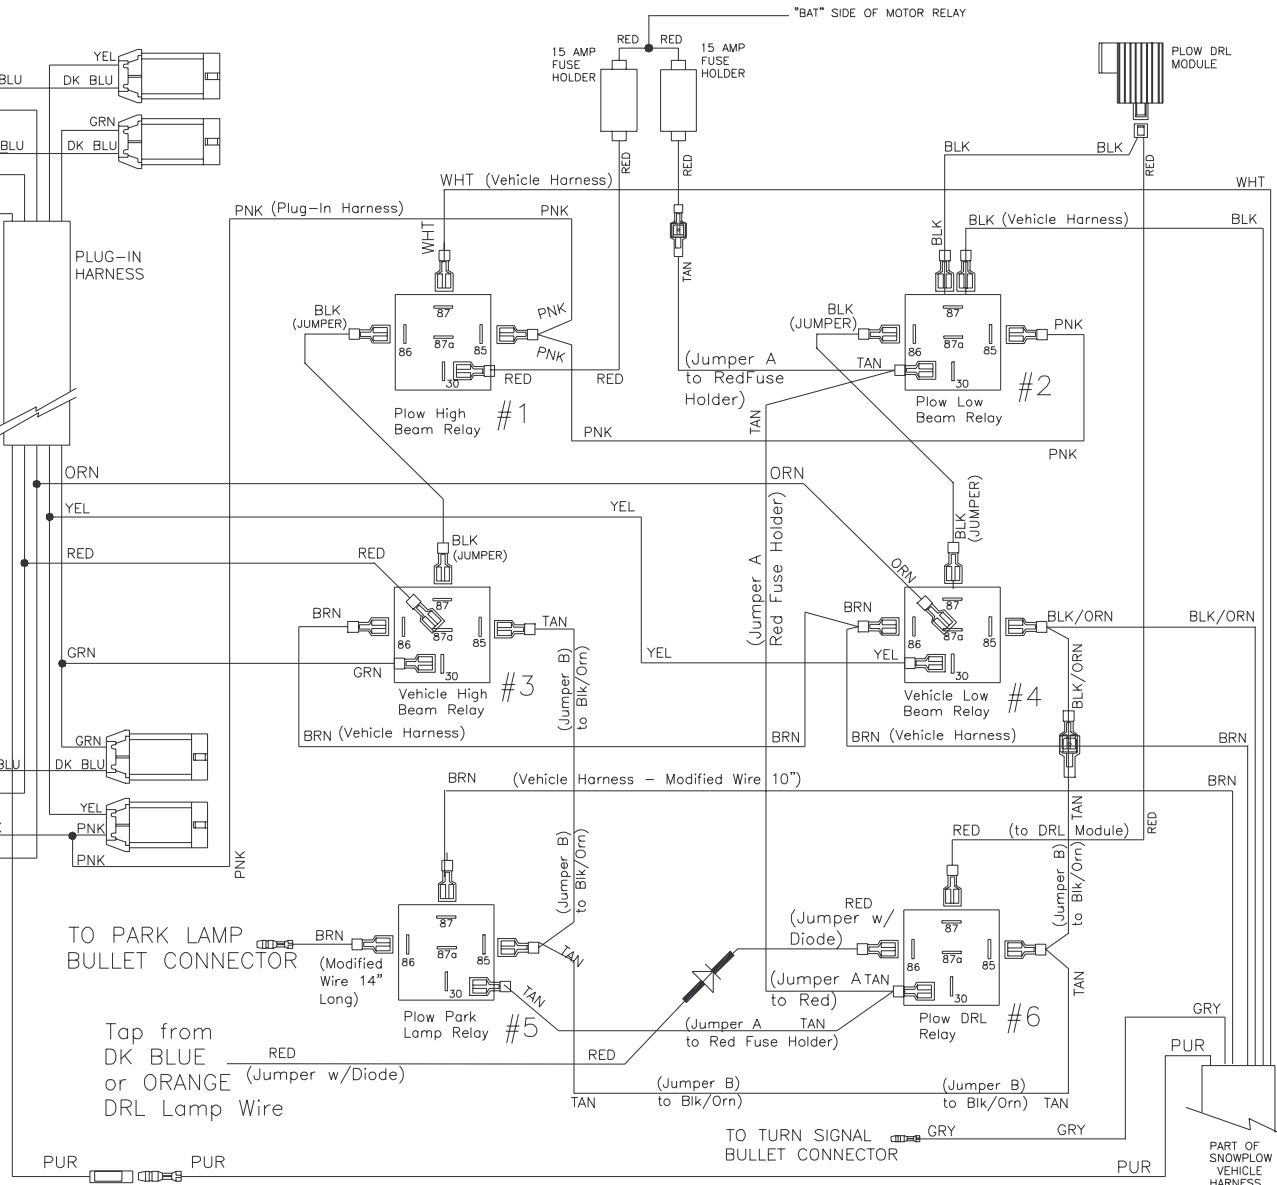 "BAT" SIDE OF MOTOR RELAY
RED
RED
15 AMP
FUSE
HOLDER
15 AMP
FUSE
HOLDER
PLOW DRL
MODULE
YEL
BLU
DK BLU
GRN
BLU
DK BLU
RED
RED
BLK
BLK
RED
WHT (Vehicle Harness)
WHT
PNK (Plug-In Harness)
PNK
BLK (Vehicle Harness)
BLK
WHT
BLK
TAN
PLUG-IN
HARNESS
BLK
(JUMPER)
87
86
87a
85
30
PNK
PNK
RED
RED
Plow High
Beam Relay
#1
(Jumper A
to RedFuse
Holder)
TAN
BLK
(JUMPER)
87
86
87a
85
30
PNK
Plow Low
Beam Relay
#2
TAN
PNK
PNK
ORN
ORN
YEL
YEL
RED
RED
BLK
(JUMPER)
BLK
(JUMPER)
(Jumper A
Red Fuse Holder)
ORN
BRN
87
86
87a
85
30
TAN
GRN
GRN
Vehicle High
Beam Relay
#3
(Jumper B)
to Blk/Orn)
YEL
BRN
YEL
87
86
87a
85
30
BLK/ORN
BLK/ORN
BLK/ORN
Vehicle Low
Beam Relay
#4
BRN (Vehicle Harness)
BRN
BRN (Vehicle Harness)
BRN
GRN
BLU
DK BLU
YEL
PNK
PNK
PNK
BRN
(Vehicle Harness - Modified Wire 10")
BRN
TAN
RED
(to DRL Module)
RED
(Jumper B)
to Blk/Orn)
(Jumper B)
to Blk/Orn)
TO PARK LAMP
BULLET CONNECTOR
BRN
(Modified
Wire 14"
Long)
87
86
87a
85
30
TAN
TAN
Plow Park
Lamp Relay
#5
RED
(Jumper w/
Diode)
87
86
87a
85
30
TAN
(Jumper A TAN
to Red)
Plow DRL
Relay
#6
(Jumper A TAN
to Red Fuse Holder)
Tap from
DK BLUE
or ORANGE
DRL Lamp Wire
RED
(Jumper w/Diode)
RED
(Jumper B)
to Blk/Orn)
TAN
(Jumper B)
to Blk/Orn)
TAN
GRY
PUR
TO TURN SIGNAL
BULLET CONNECTOR
GRY
GRY
PUR
PUR
PUR
PART OF
SNOWPLOW
VEHICLE
HARNESS